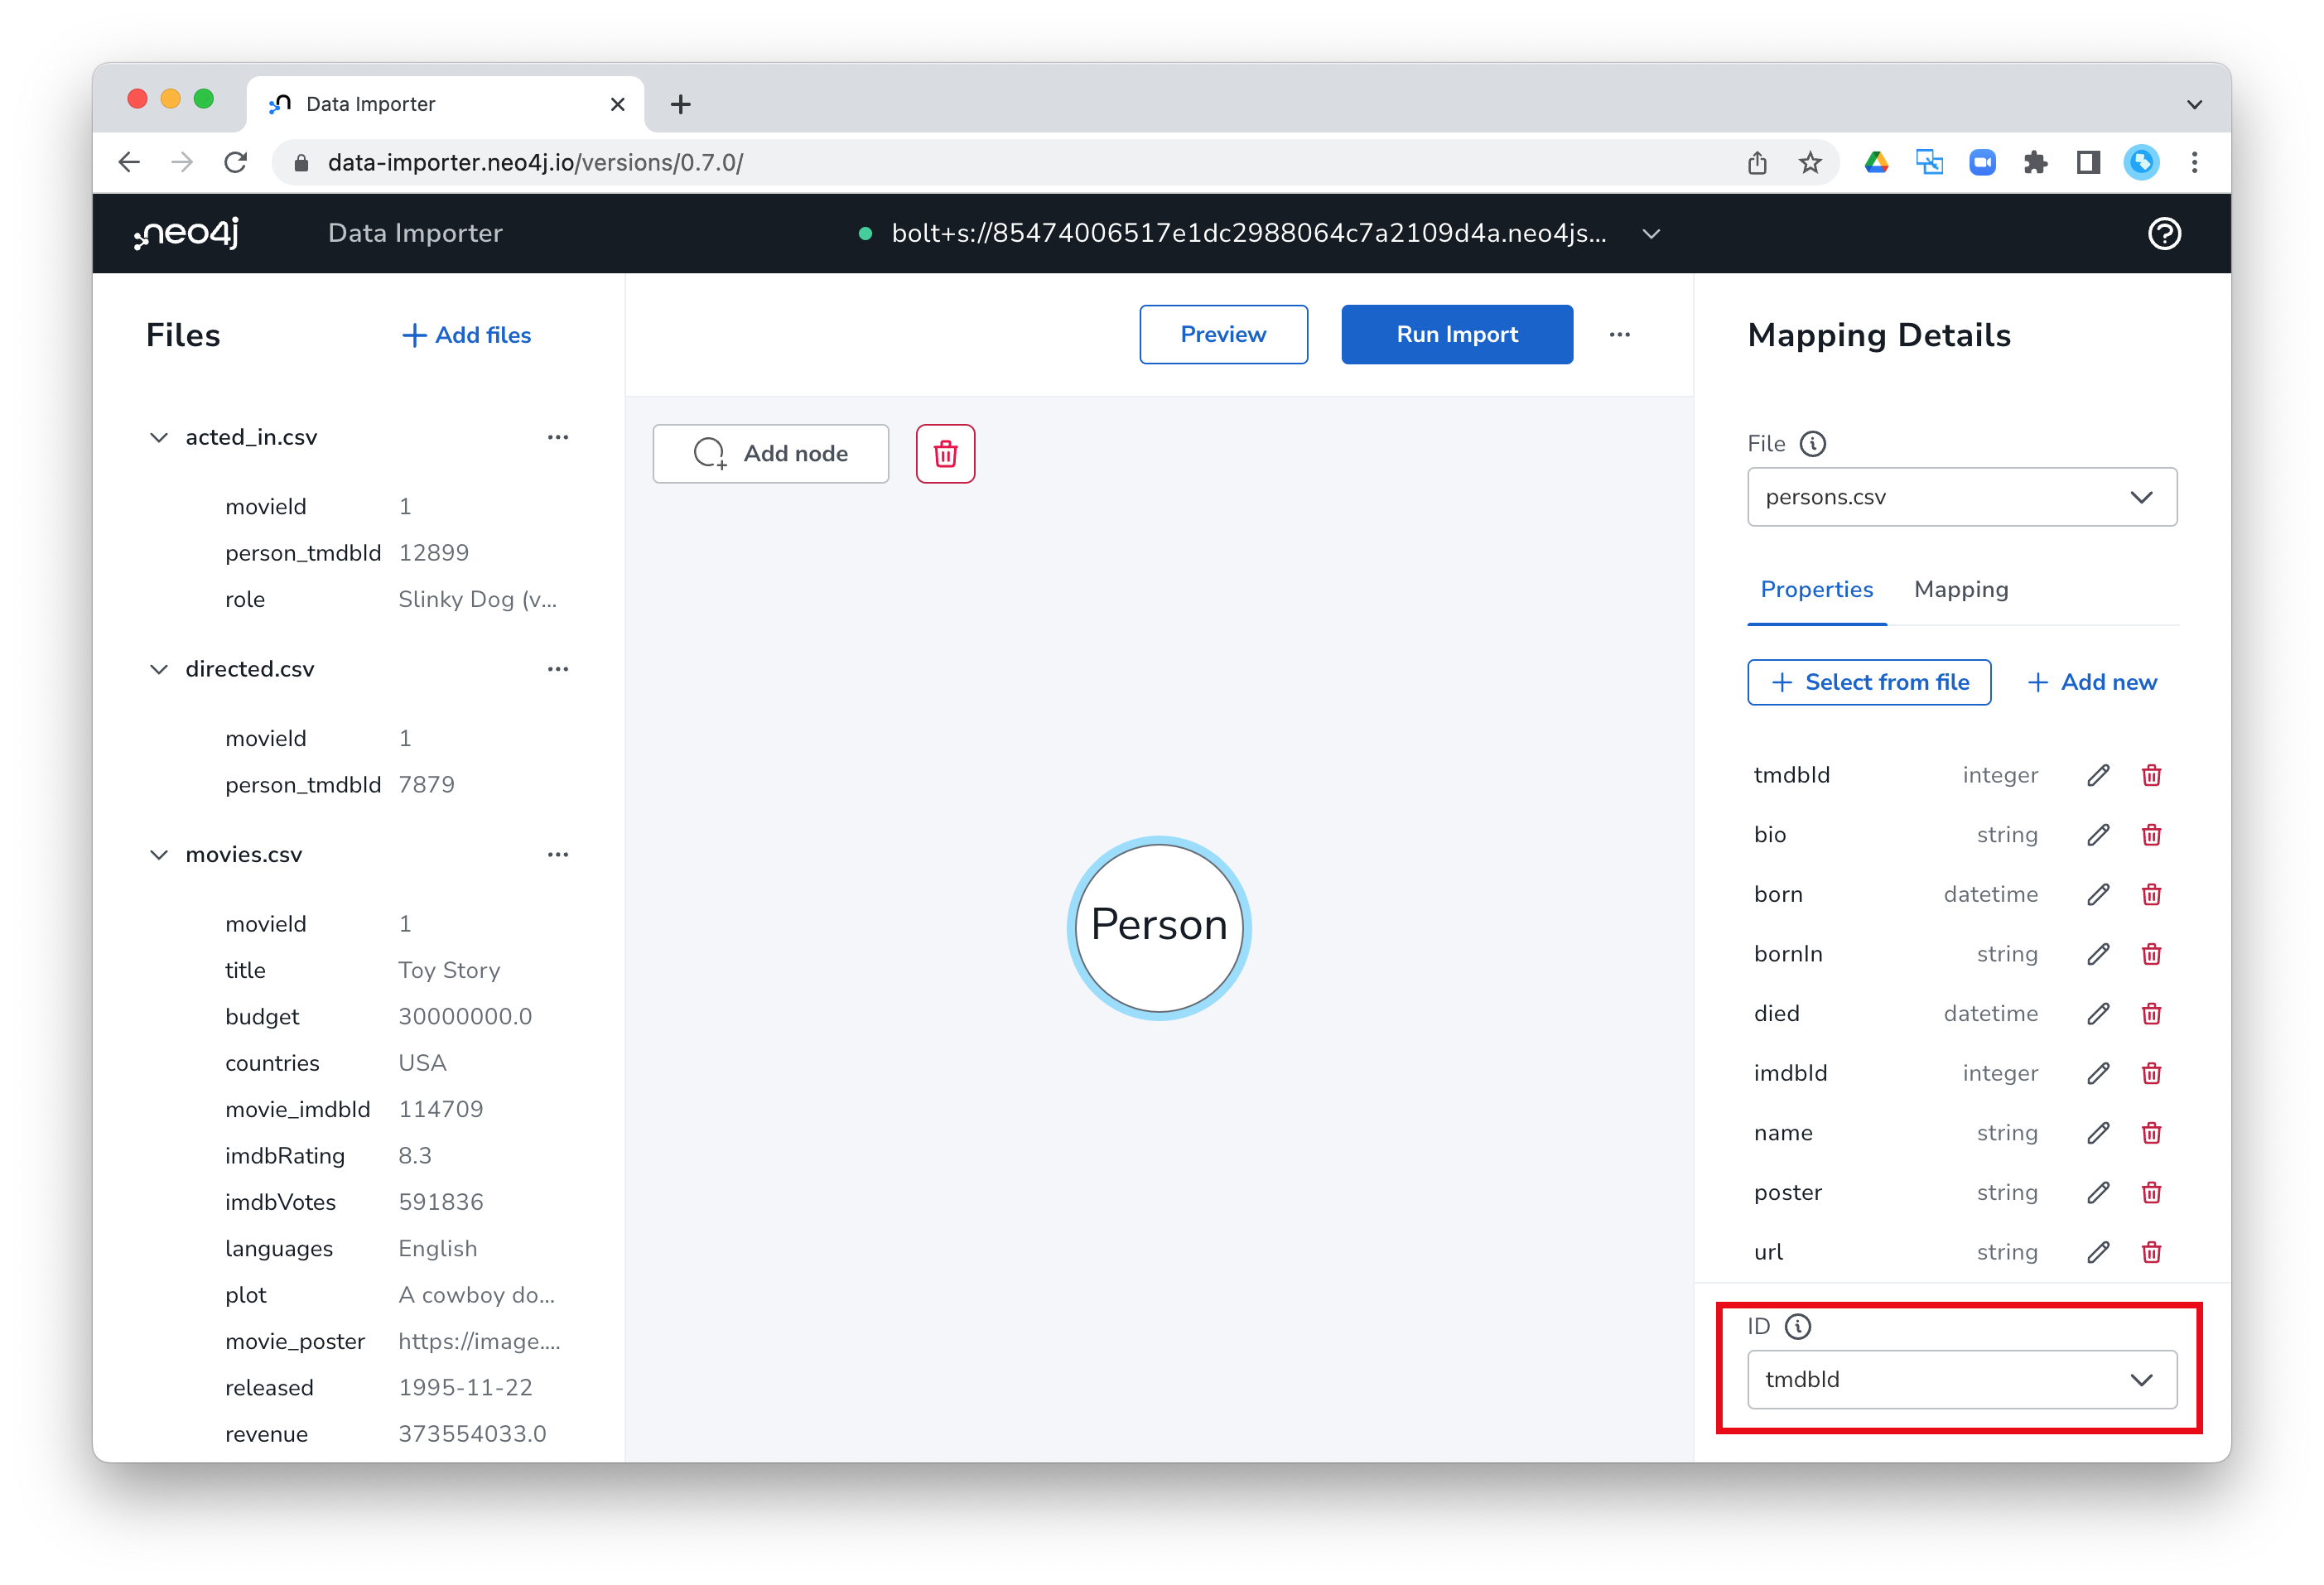 Data Importer
data-importer.neo4j.io/versions/0.7.0/
neo4j
Data Importer
bolt+s://85474006517e1dc2988064c7a2109d4a.neo4js...
Files
Add files
acted_in.csv
movieId 1
person_tmdbId 12899
role Slinky Dog (v...
directed.csv
movieId 1
person_tmdbId 7879
movies.csv
movieId 1
title Toy Story
budget 30000000.0
countries USA
movie_imdbId 114709
imdbRating 8.3
imdbVotes 591836
languages English
plot A cowboy do...
movie_poster https://image....
released 1995-11-22
revenue 373554033.0
Preview
Run Import
Add node
Person
Mapping Details
File
persons.csv
Properties Mapping
Select from file Add new
tmdbId integer
bio string
born datetime
bornIn string
died datetime
imdbId integer
name string
poster string
url string
ID
tmdbId